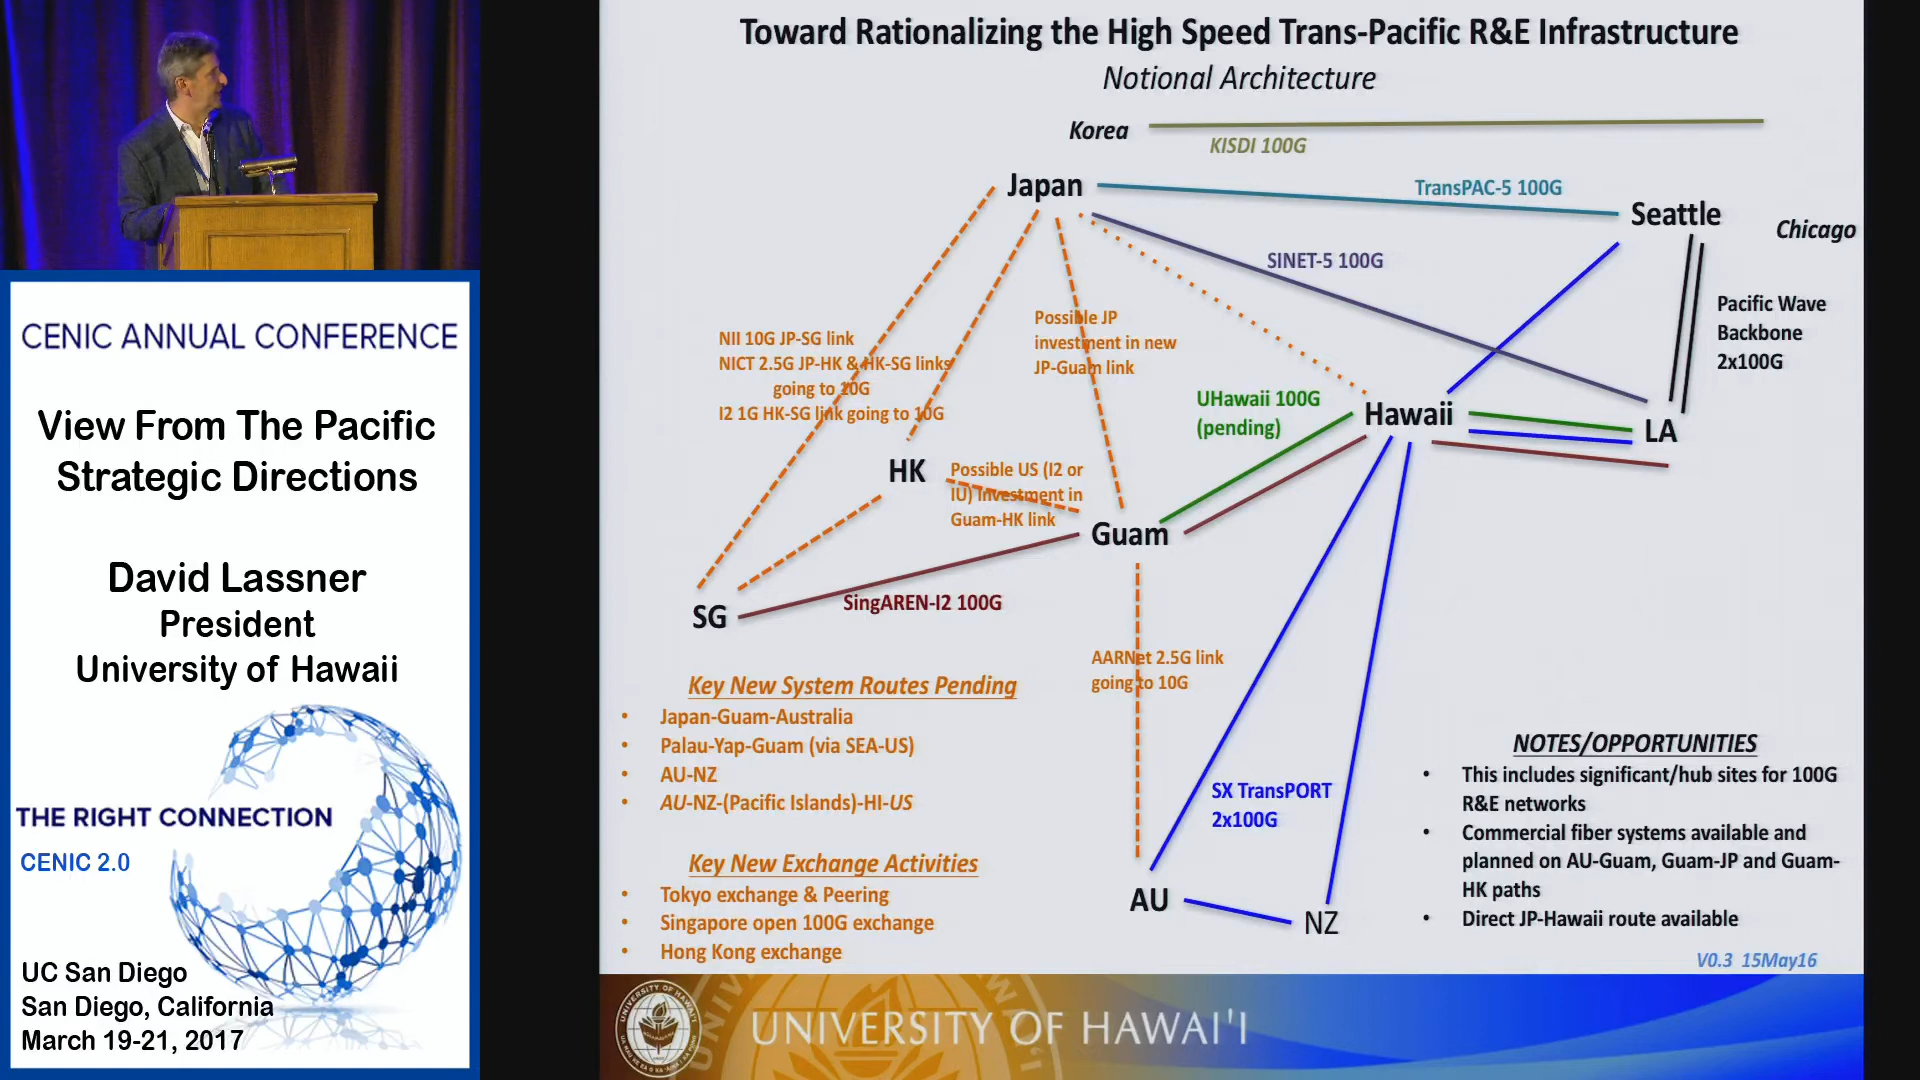 CENIC ANNUAL CONFERENCE
View From The Pacific
Strategic Directions
David Lassner
President
University of Hawaii
THE RIGHT CONNECTION
CENIC 2.0
UC San Diego
San Diego, California
March 19-21, 2017
Toward Rationalizing the High Speed Trans-Pacific R&E Infrastructure
Notional Architecture
Korea
KISDI 100G
Japan
TransPAC-5 100G
Seattle
Chicago
SINET-5 100G
Pacific Wave
Backbone
2x100G
NII 10G JP-SG link
NICT 2.5G JP-HK & HK-SG links
going to 10G
I2 1G HK-SG link going to 10G
Possible JP
investment in new
JP-Guam link
UHawaii 100G
(pending)
Hawaii
LA
HK
Possible US (I2 or
IU) Investment in
Guam-HK link
Guam
SG
SingAREN-I2 100G
AARNet 2.5G link
going to 10G
Key New System Routes Pending
• Japan-Guam-Australia
• Palau-Yap-Guam (via SEA-US)
• AU-NZ
• AU-NZ-(Pacific Islands)-HI-US
Key New Exchange Activities
• Tokyo exchange & Peering
• Singapore open 100G exchange
• Hong Kong exchange
SX TransPORT
2x100G
AU
NZ
NOTES/OPPORTUNITIES
• This includes significant/hub sites for 100G
R&E networks
• Commercial fiber systems available and
planned on AU-Guam, Guam-JP and Guam-
HK paths
• Direct JP-Hawaii route available
V0.3 15May16
UNIVERSITY OF HAWAI'I